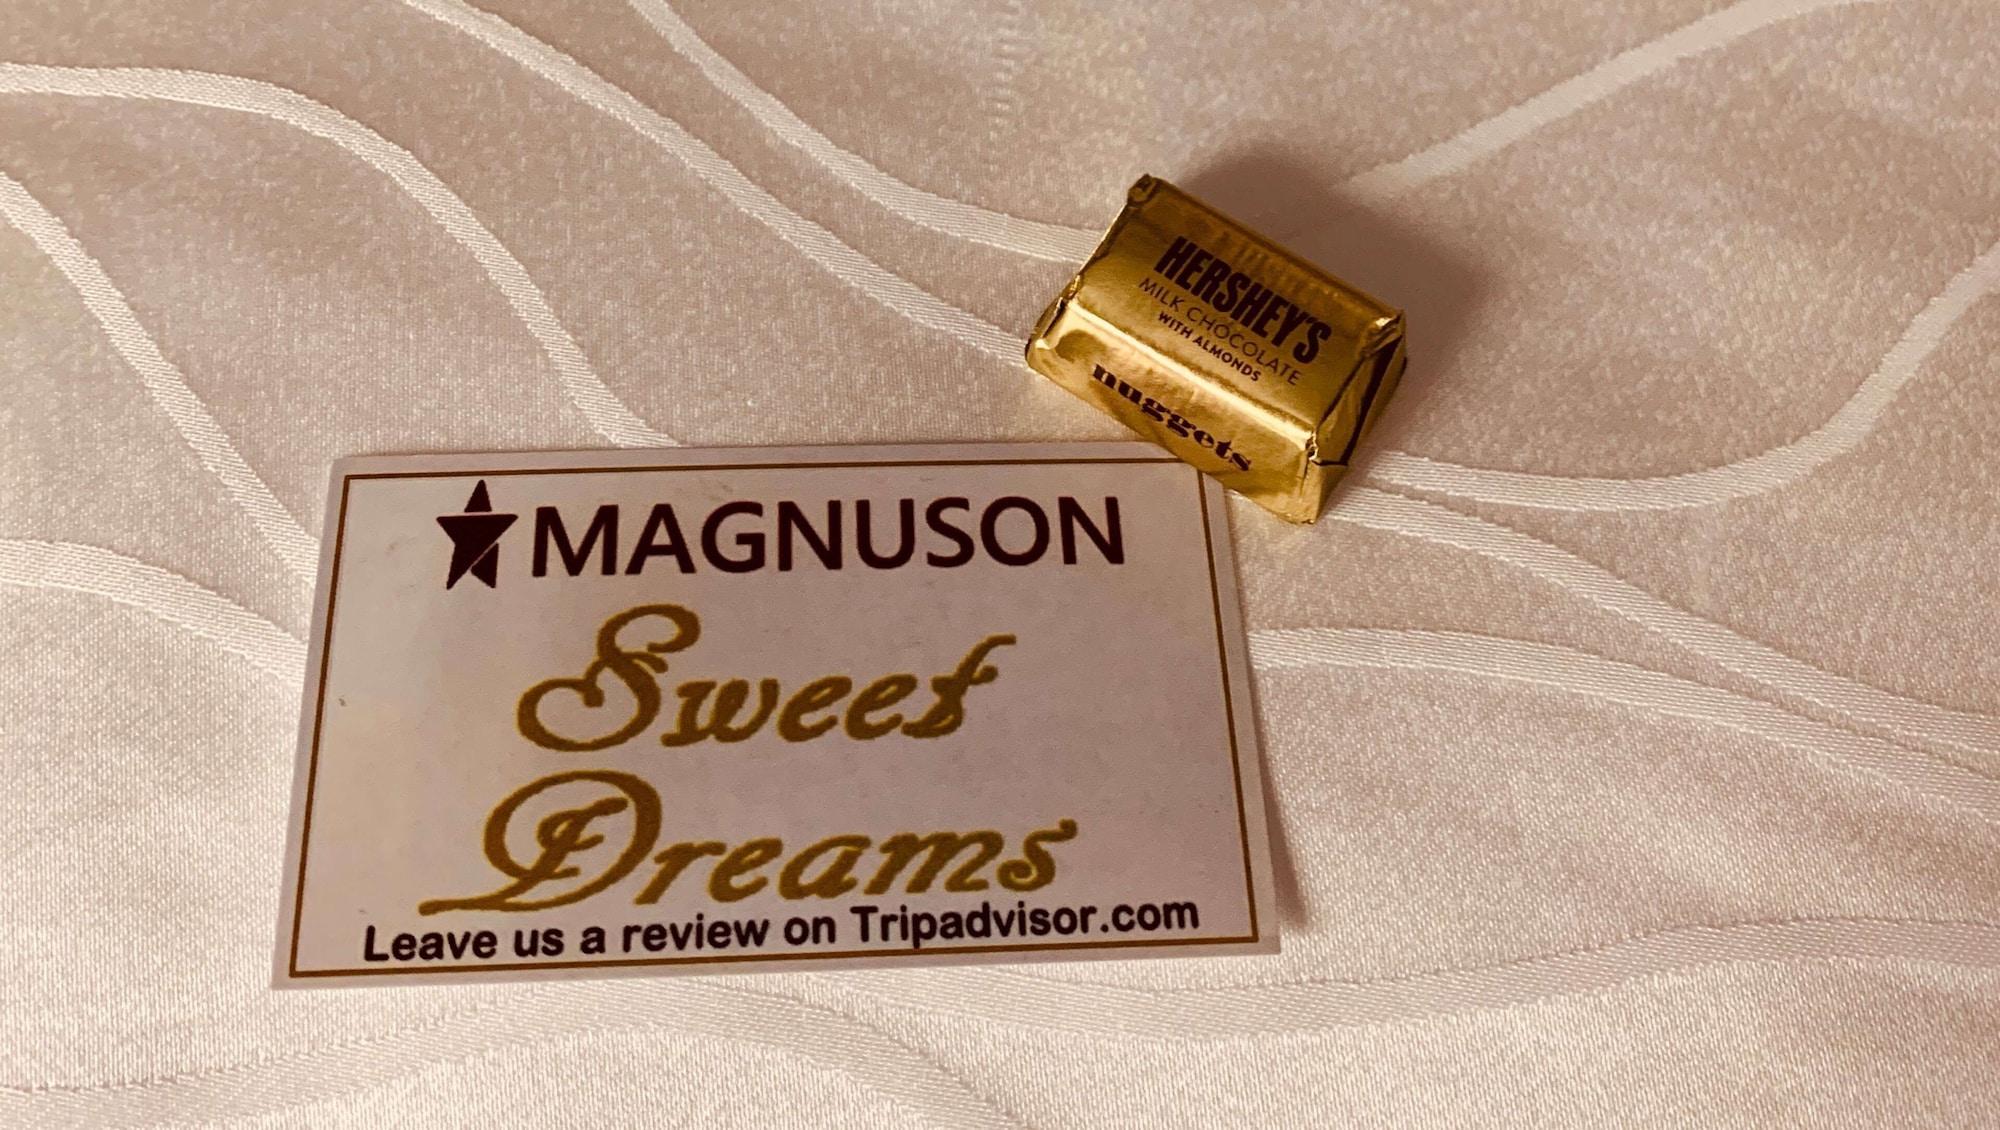 HERSHEY'S
MILK CHOCOLATE
WITH ALMONDS
nuggets
MAGNUSON
Sweet
Dreams
Leave us a review on Tripadvisor.com